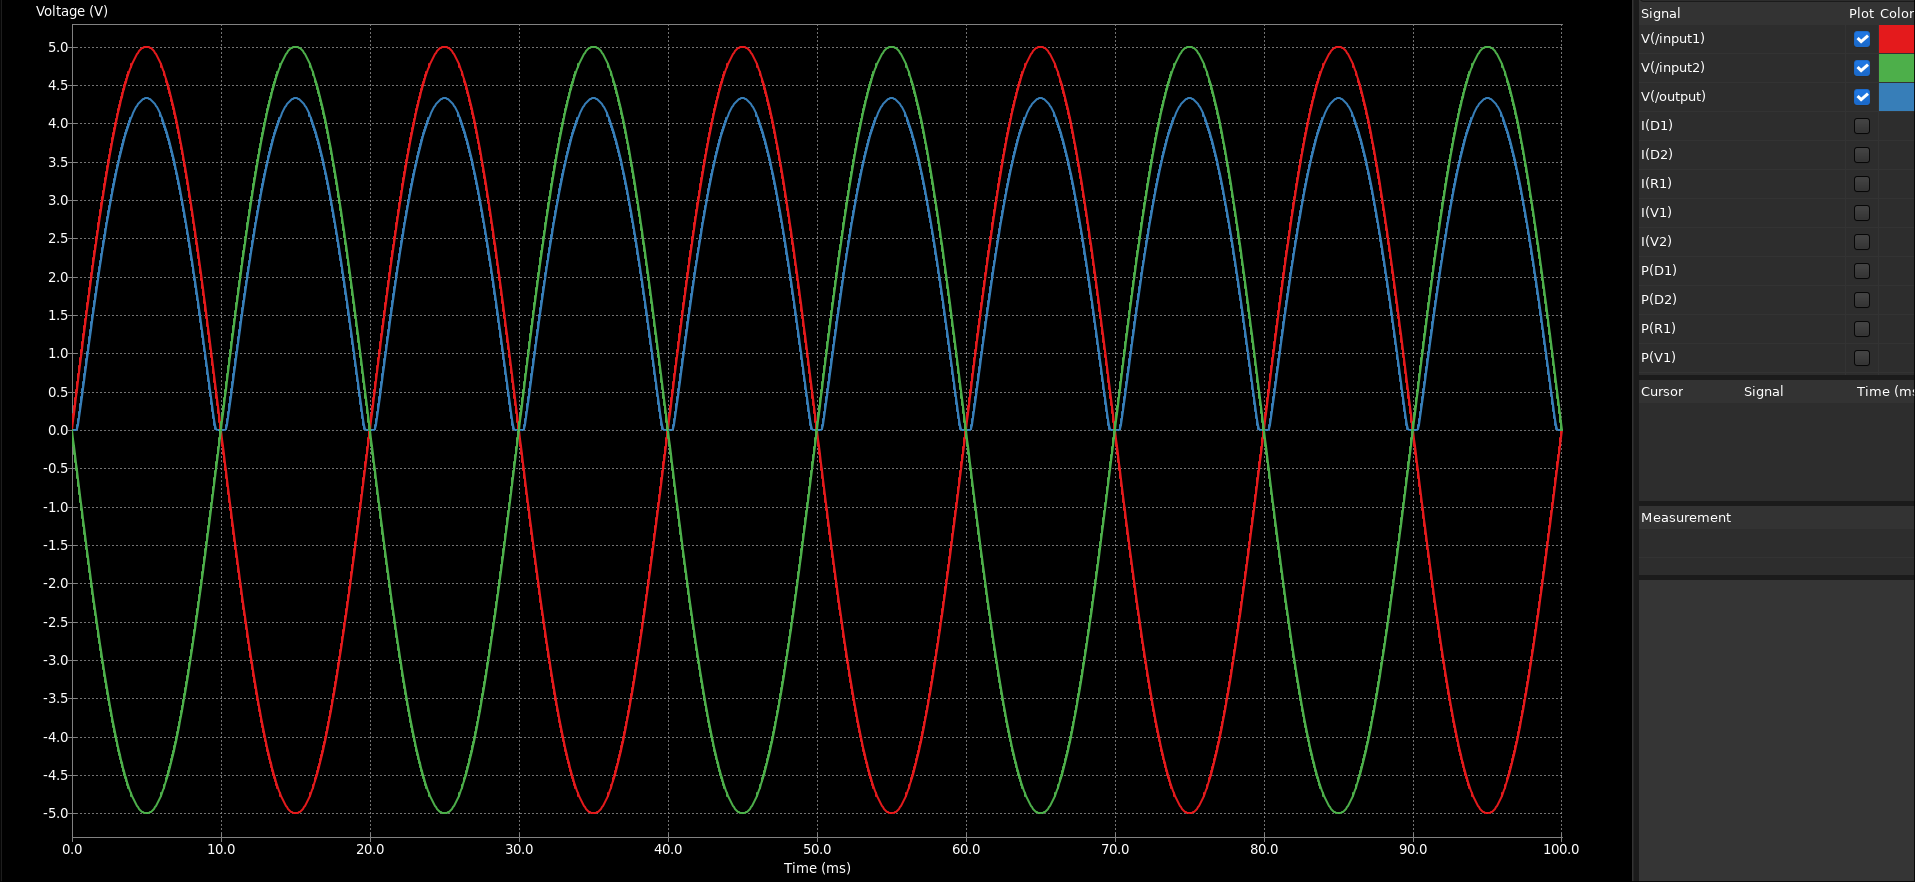 Voltage (V)
5.0
4.5
4.0
3.5
3.0
2.5
2.0
1.5
1.0
0.5
0.0
-0.5
-1.0
-1.5
-2.0
-2.5
-3.0
-3.5
-4.0
-4.5
-5.0
0.0 10.0 20.0 30.0 40.0 50.0 60.0 70.0 80.0 90.0 100.0
Time (ms)
Signal Plot Color
V(/input1)
V(/input2)
V(/output)
I(D1)
I(D2)
I(R1)
I(V1)
I(V2)
P(D1)
P(D2)
P(R1)
P(V1)
Cursor Signal Time (ms
Measurement